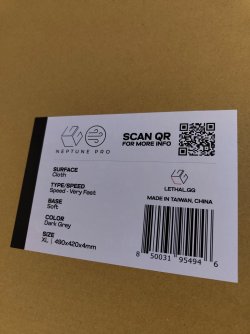 NEPTUNE PRO
SCAN QR
FOR MORE INFO
SURFACE
Cloth
TYPE/SPEED
Speed - Very Fast
BASE
Soft
COLOR
Dark Grey
SIZE
XL | 490x420x4mm
LETHAL.GG
MADE IN TAIWAN, CHINA
8 50031 95494 6